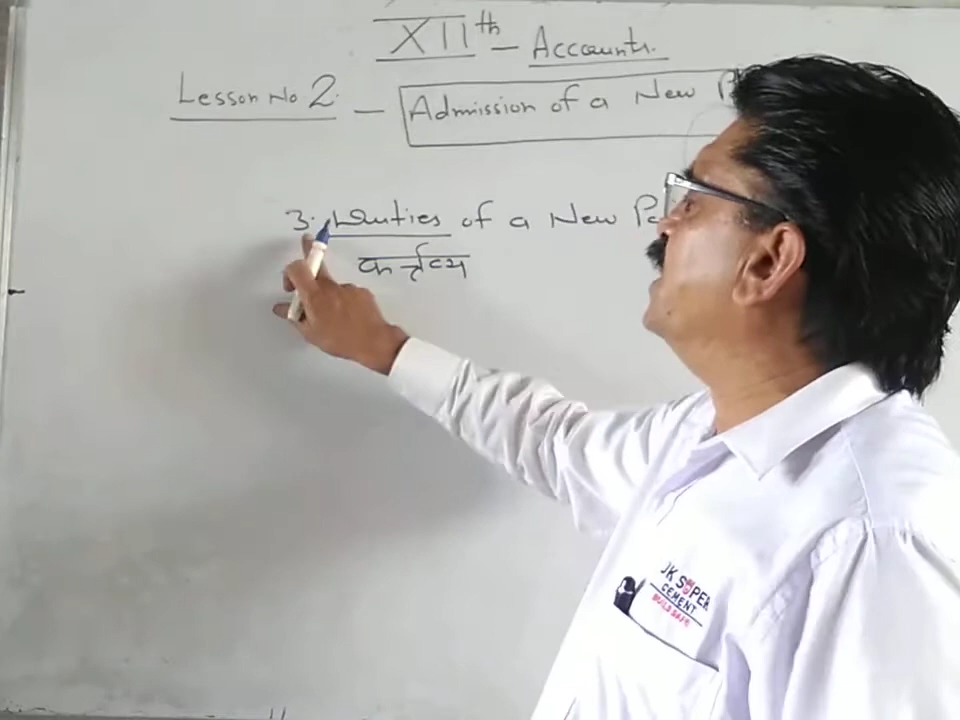 XIIth - Accounts.
Lesson No. 2. - Admission of a New P
3. Duties of a New Pa
कर्तव्य
JK SUPER
CEMENT
BUILD SAFE